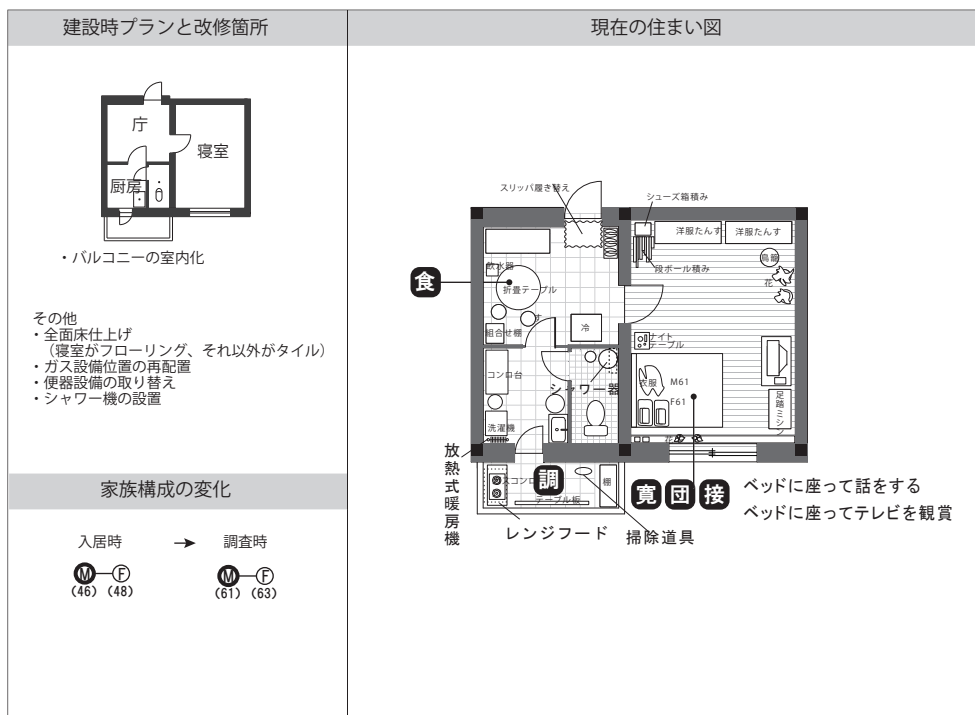 建設時プランと改修箇所
現在の住まい図
庁
寝室
厨房
・バルコニーの室内化
その他
・全面床仕上げ
（寝室がフローリング、それ以外がタイル）
・ガス設備位置の再配置
・便器設備の取り替え
・シャワー機の設置
家族構成の変化
入居時 → 調査時
M F
(46) (48)
M F
(61) (63)
スリッパ履き替え
シューズ箱積み
洋服たんす
洋服たんす
鳥籠
花
段ボール積み
飲水器
食
折畳テーブル
す
組合せ棚
冷
ナイト
テーブル
コンロ台
シャワー器
衣服
M61
F61
足踏ミシン
洗濯機
花
放熱式暖房機
スコンロ
調
棚
テーブル板
レンジフード
掃除道具
寛 団 接
ベッドに座って話をする
ベッドに座ってテレビを観賞